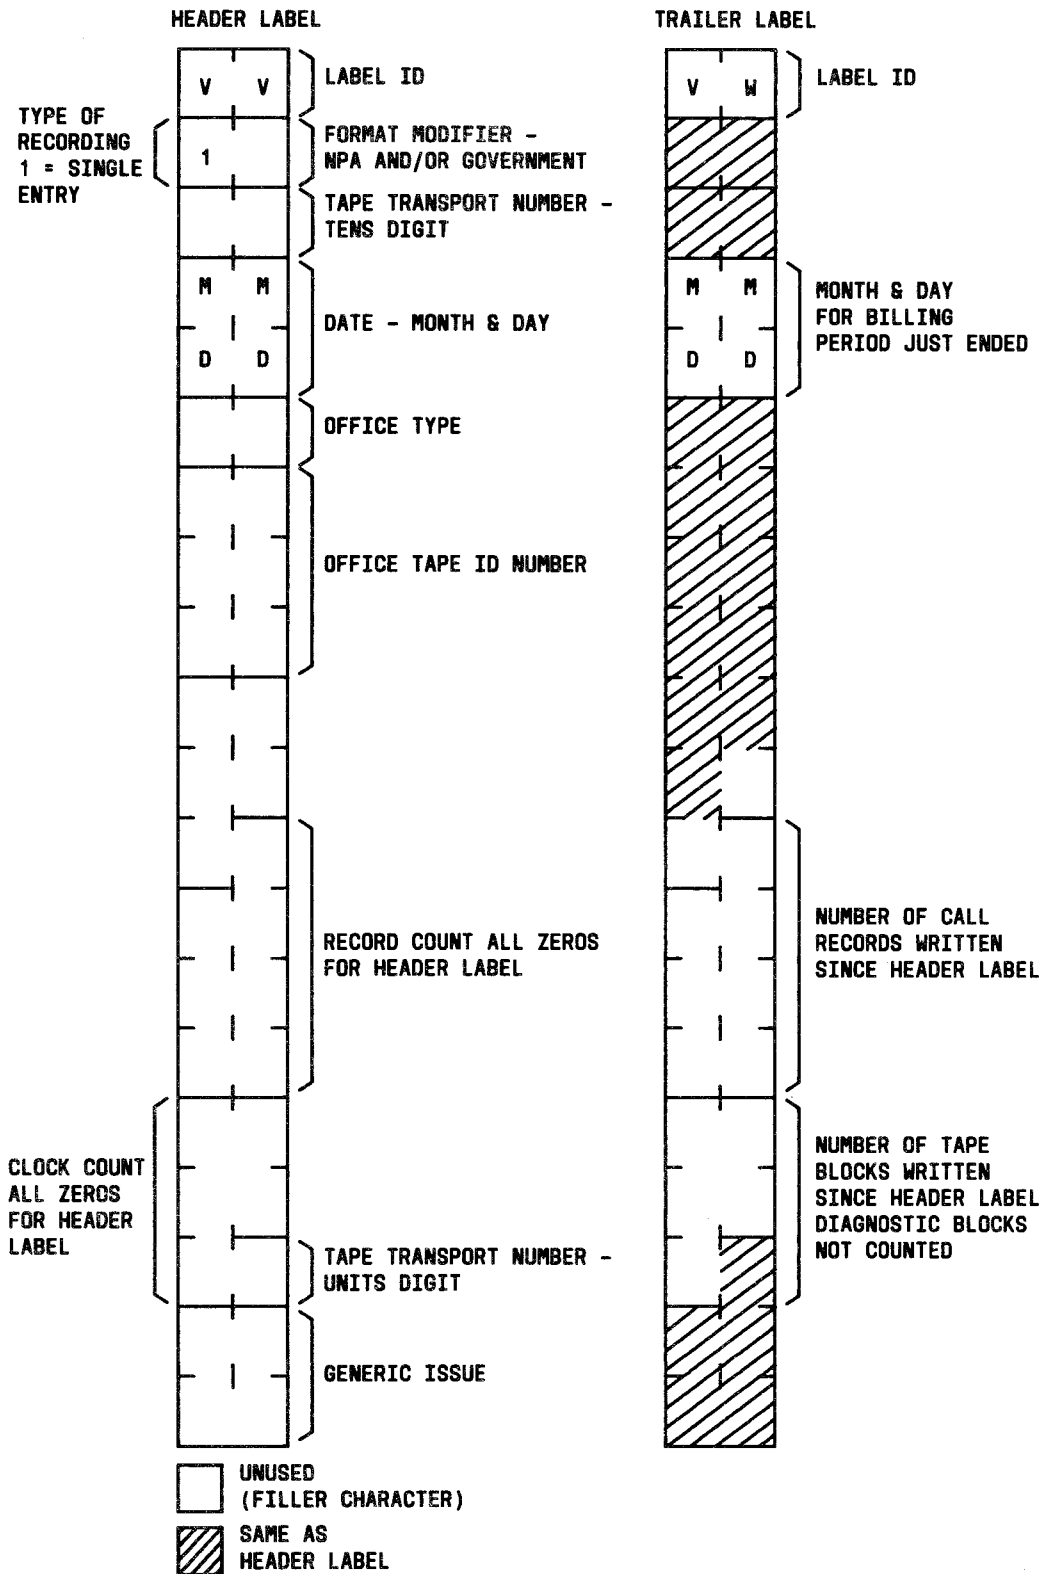 HEADER LABEL
V V
LABEL ID
TYPE OF
RECORDING
1 = SINGLE
ENTRY
1
FORMAT MODIFIER -
NPA AND/OR GOVERNMENT
TAPE TRANSPORT NUMBER -
TENS DIGIT
M M
D D
DATE - MONTH & DAY
OFFICE TYPE
OFFICE TAPE ID NUMBER
RECORD COUNT ALL ZEROS
FOR HEADER LABEL
CLOCK COUNT
ALL ZEROS
FOR HEADER
LABEL
TAPE TRANSPORT NUMBER -
UNITS DIGIT
GENERIC ISSUE
TRAILER LABEL
V W
LABEL ID
M M
D D
MONTH & DAY
FOR BILLING
PERIOD JUST ENDED
NUMBER OF CALL
RECORDS WRITTEN
SINCE HEADER LABEL
NUMBER OF TAPE
BLOCKS WRITTEN
SINCE HEADER LABEL
DIAGNOSTIC BLOCKS
NOT COUNTED
UNUSED
(FILLER CHARACTER)
SAME AS
HEADER LABEL